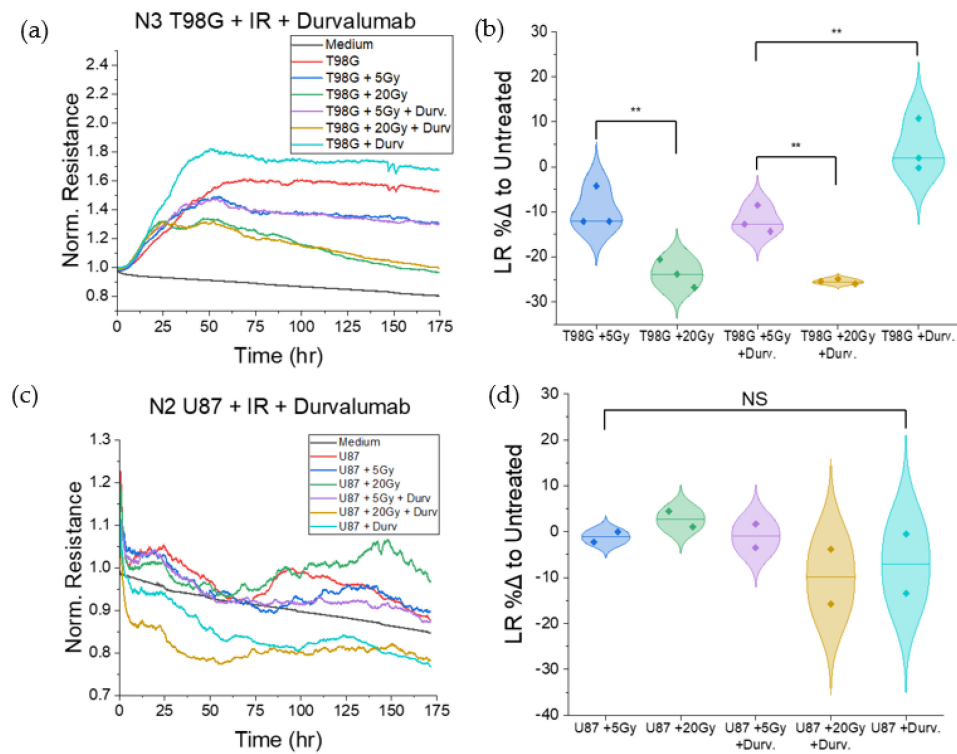 (a)
N3 T98G + IR + Durvalumab
Medium
T98G
T98G + 5Gy
T98G + 20Gy
T98G + 5Gy + Durv.
T98G + 20Gy + Durv
T98G + Durv
Norm. Resistance
2.4
2.2
2.0
1.8
1.6
1.4
1.2
1.0
0.8
0
25
50
75
100
125
150
175
Time (hr)
(b)
LR %Δ to Untreated
30
20
10
0
-10
-20
-30
**
**
**
T98G +5Gy
T98G +20Gy
T98G +5Gy
+Durv.
T98G +20Gy
+Durv.
T98G +Durv.
(c)
N2 U87 + IR + Durvalumab
Medium
U87
U87 + 5Gy
U87 + 20Gy
U87 + 5Gy + Durv
U87 + 20Gy + Durv
U87 + Durv
Norm. Resistance
1.3
1.2
1.1
1.0
0.9
0.8
0.7
0
25
50
75
100
125
150
175
Time (hr)
(d)
LR %Δ to Untreated
30
20
10
0
-10
-20
-30
-40
NS
U87 +5Gy
U87 +20Gy
U87 +5Gy
+Durv.
U87 +20Gy
+Durv.
U87 +Durv.